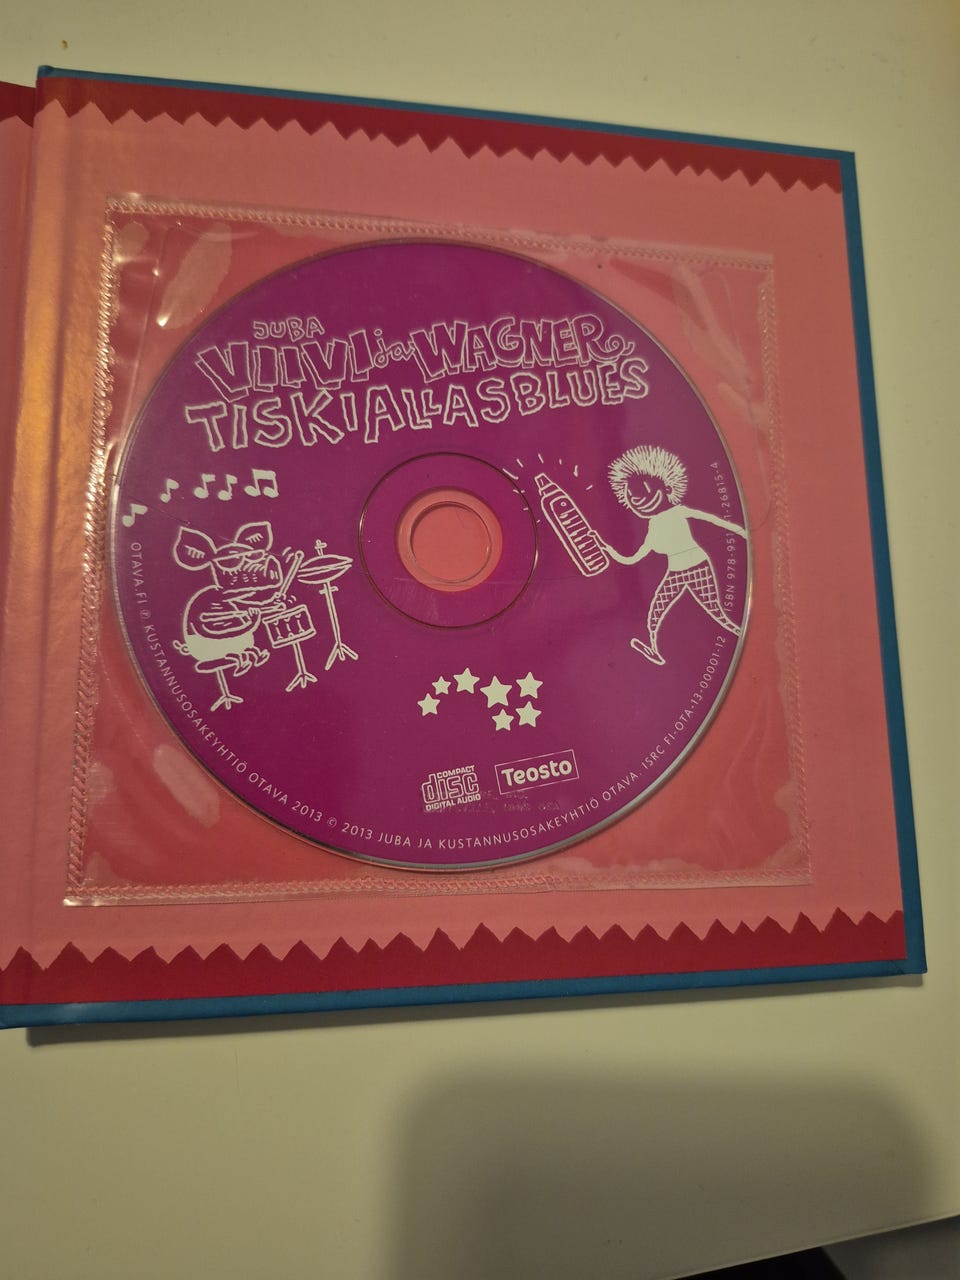 JUBA
VIIVI ja WAGNER
TISKIALLASBLUES
COMPACT
disc
DIGITAL AUDIO
Teosto
OTAVA.FI ℗ KUSTANNUSOSAKEYHTIÖ OTAVA 2013 © 2013 JUBA JA KUSTANNUSOSAKEYHTIÖ OTAVA. ISRC FI-OTA-13-00001-12 ISBN 978-951-1-26815-4